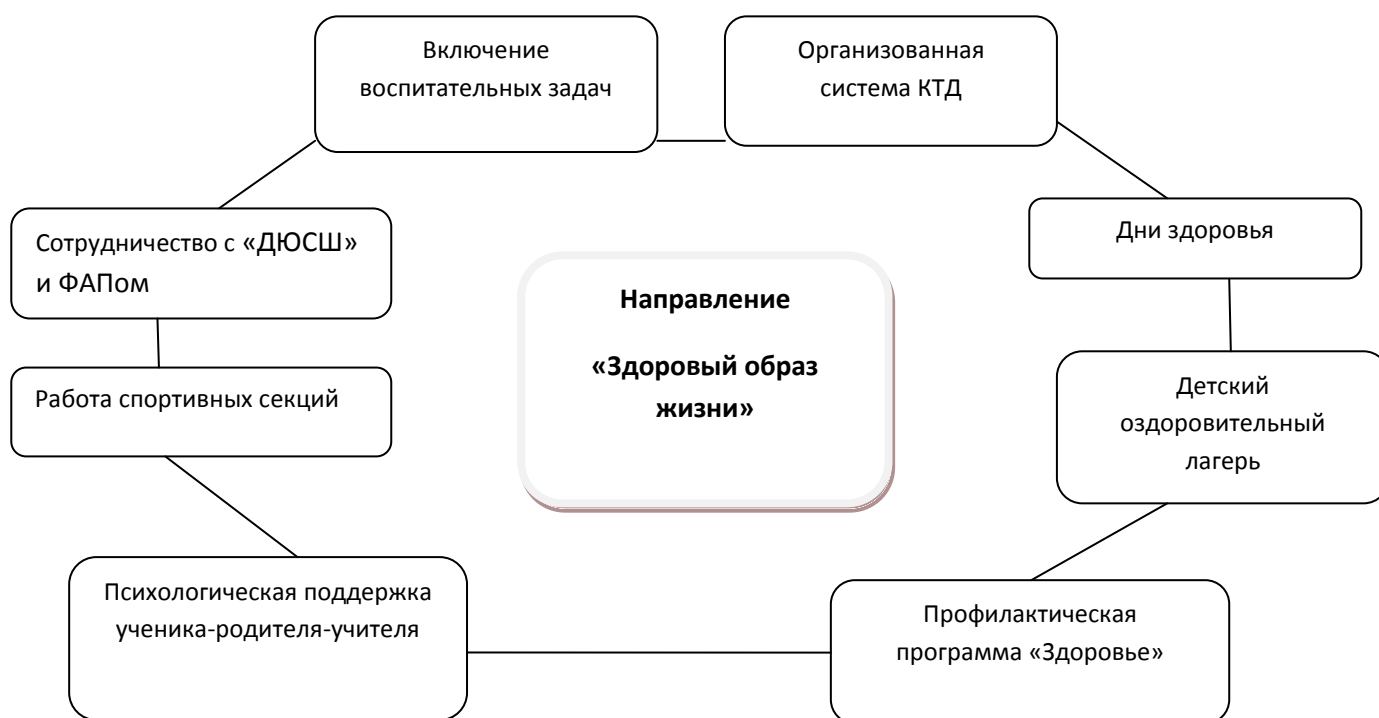 Включение
воспитательных задач
Организованная
система КТД
Сотрудничество с «ДЮСШ»
и ФАПом
Дни здоровья
Направление
«Здоровый образ
жизни»
Работа спортивных секций
Детский
оздоровительный
лагерь
Психологическая поддержка
ученика-родителя-учителя
Профилактическая
программа «Здоровье»